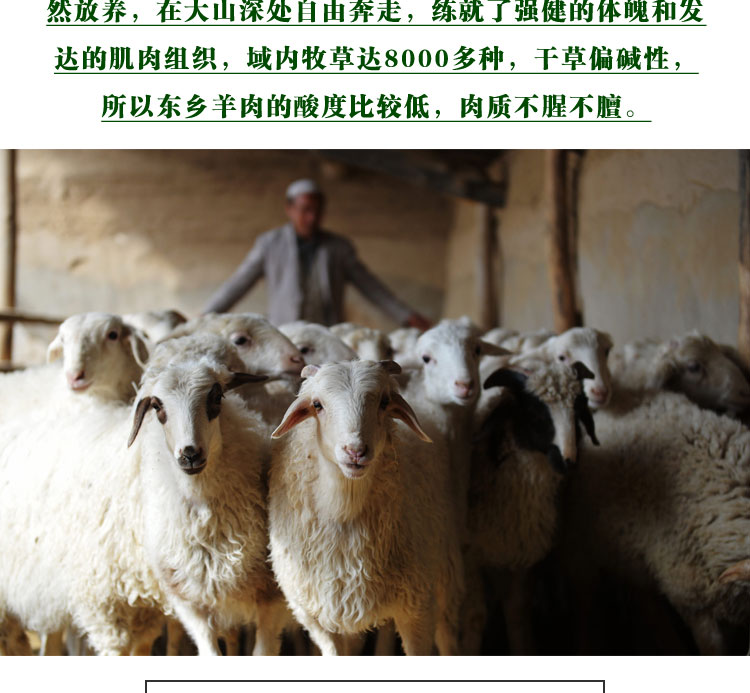 然放养，在大山深处自由奔走，练就了强健的体魄和发
达的肌肉组织，域内牧草达8000多种，干草偏碱性，
所以东乡羊肉的酸度比较低，肉质不腥不膻。